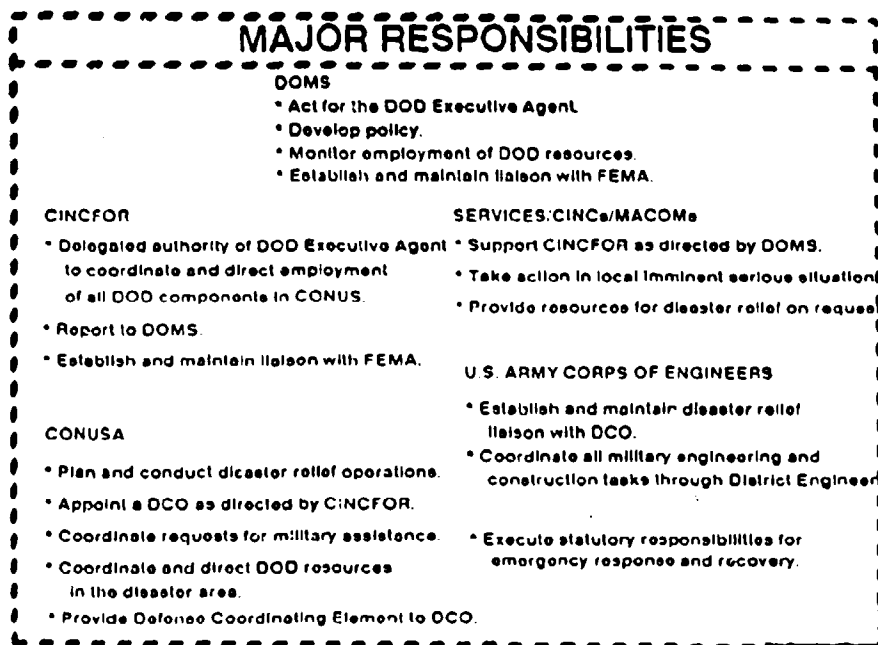 MAJOR RESPONSIBILITIES
DOMS
* Act for the DOD Executive Agent.
* Develop policy.
* Monitor employment of DOD resources.
* Establish and maintain liaison with FEMA.
CINCFOR
* Delegated authority of DOD Executive Agent
to coordinate and direct employment
of all DOD components in CONUS.
* Report to DOMS.
* Establish and maintain liaison with FEMA.
CONUSA
* Plan and conduct dicaster relief operations.
* Appoint a DCO as directed by CINCFOR.
* Coordinate requests for military assistance.
* Coordinate and direct DOD resources
in the disaster area.
* Provide Defense Coordinating Element to DCO.
SERVICES/CINCs/MACOMs
* Support CINCFOR as directed by DOMS.
* Take action in local imminent serious situation
* Provide resources for disaster relief on reques
U.S. ARMY CORPS OF ENGINEERS
* Establish and maintain disaster relief
liaison with DCO.
* Coordinate all military engineering and
construction tasks through District Engineer
* Execute statutory responsibilities for
emergency response and recovery.